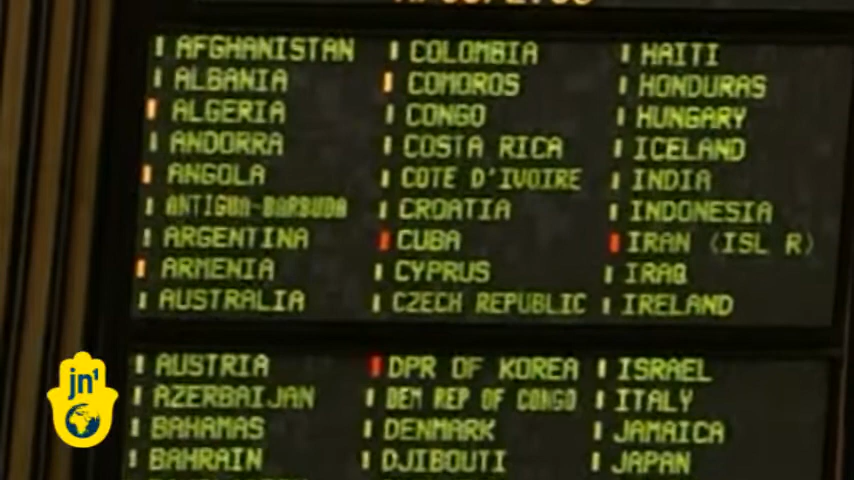 AFGHANISTAN
ALBANIA
ALGERIA
ANDORRA
ANGOLA
ANTIGUA-BARBUDA
ARGENTINA
ARMENIA
AUSTRALIA
COLOMBIA
COMOROS
CONGO
COSTA RICA
COTE D'IVOIRE
CROATIA
CUBA
CYPRUS
CZECH REPUBLIC
HAITI
HONDURAS
HUNGARY
ICELAND
INDIA
INDONESIA
IRAN (ISL R)
IRAQ
IRELAND
AUSTRIA
AZERBAIJAN
BAHAMAS
BAHRAIN
DPR OF KOREA
DEM REP OF CONGO
DENMARK
DJIBOUTI
ISRAEL
ITALY
JAMAICA
JAPAN
jn1